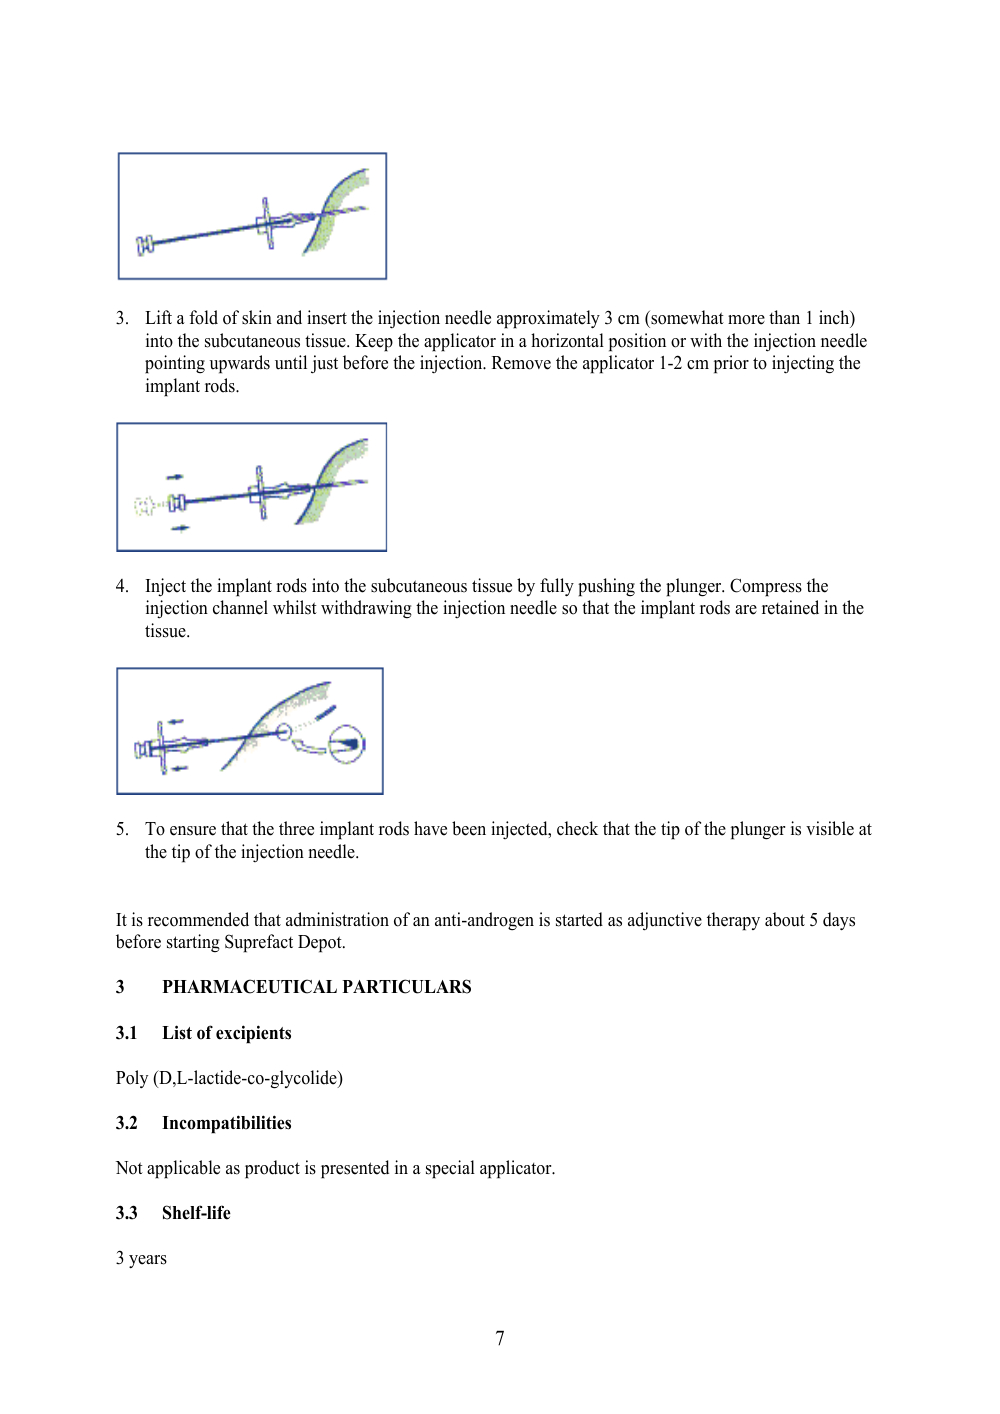 3. Lift a fold of skin and insert the injection needle approximately 3 cm (somewhat more than 1 inch)
into the subcutaneous tissue. Keep the applicator in a horizontal position or with the injection needle
pointing upwards until just before the injection. Remove the applicator 1-2 cm prior to injecting the
implant rods.
4. Inject the implant rods into the subcutaneous tissue by fully pushing the plunger. Compress the
injection channel whilst withdrawing the injection needle so that the implant rods are retained in the
tissue.
5. To ensure that the three implant rods have been injected, check that the tip of the plunger is visible at
the tip of the injection needle.
It is recommended that administration of an anti-androgen is started as adjunctive therapy about 5 days
before starting Suprefact Depot.
3 PHARMACEUTICAL PARTICULARS
3.1 List of excipients
Poly (D,L-lactide-co-glycolide)
3.2 Incompatibilities
Not applicable as product is presented in a special applicator.
3.3 Shelf-life
3 years
7